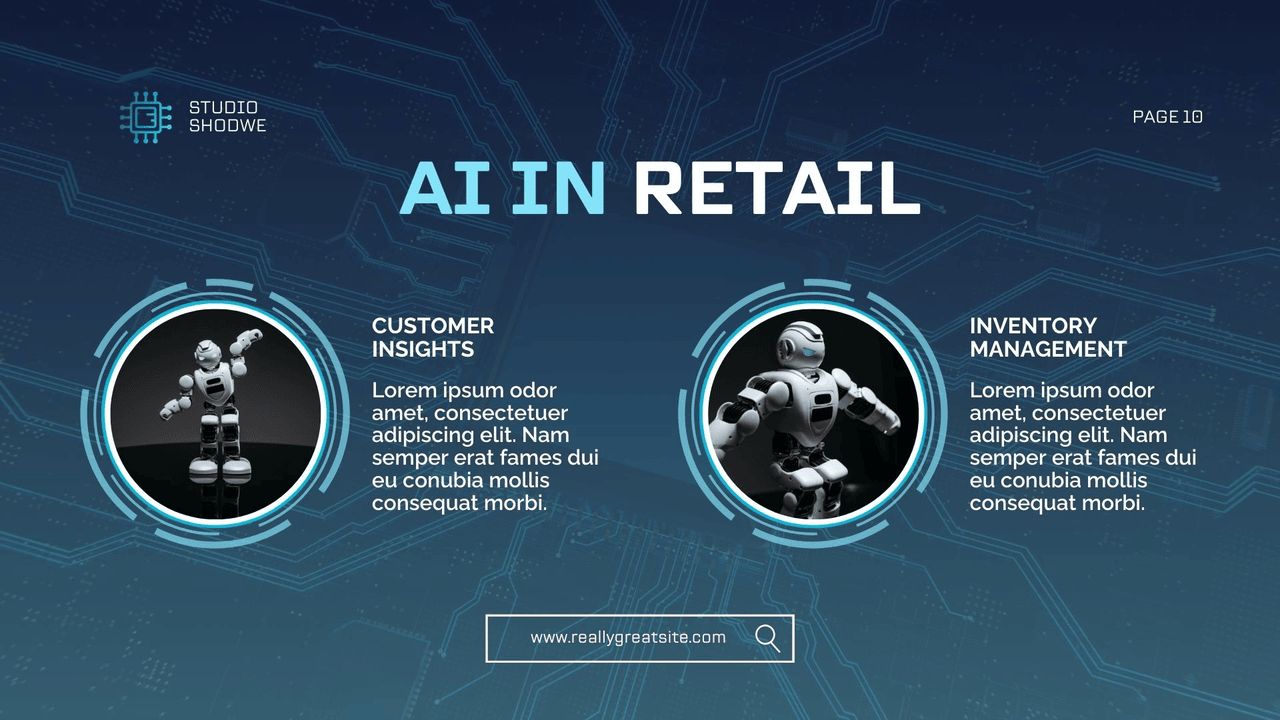 STUDIO
SHODWE
PAGE 10
AI IN RETAIL
CUSTOMER
INSIGHTS
Lorem ipsum odor
amet, consectetuer
adipiscing elit. Nam
semper erat fames dui
eu conubia mollis
consequat morbi.
INVENTORY
MANAGEMENT
Lorem ipsum odor
amet, consectetuer
adipiscing elit. Nam
semper erat fames dui
eu conubia mollis
consequat morbi.
www.reallygreatsite.com